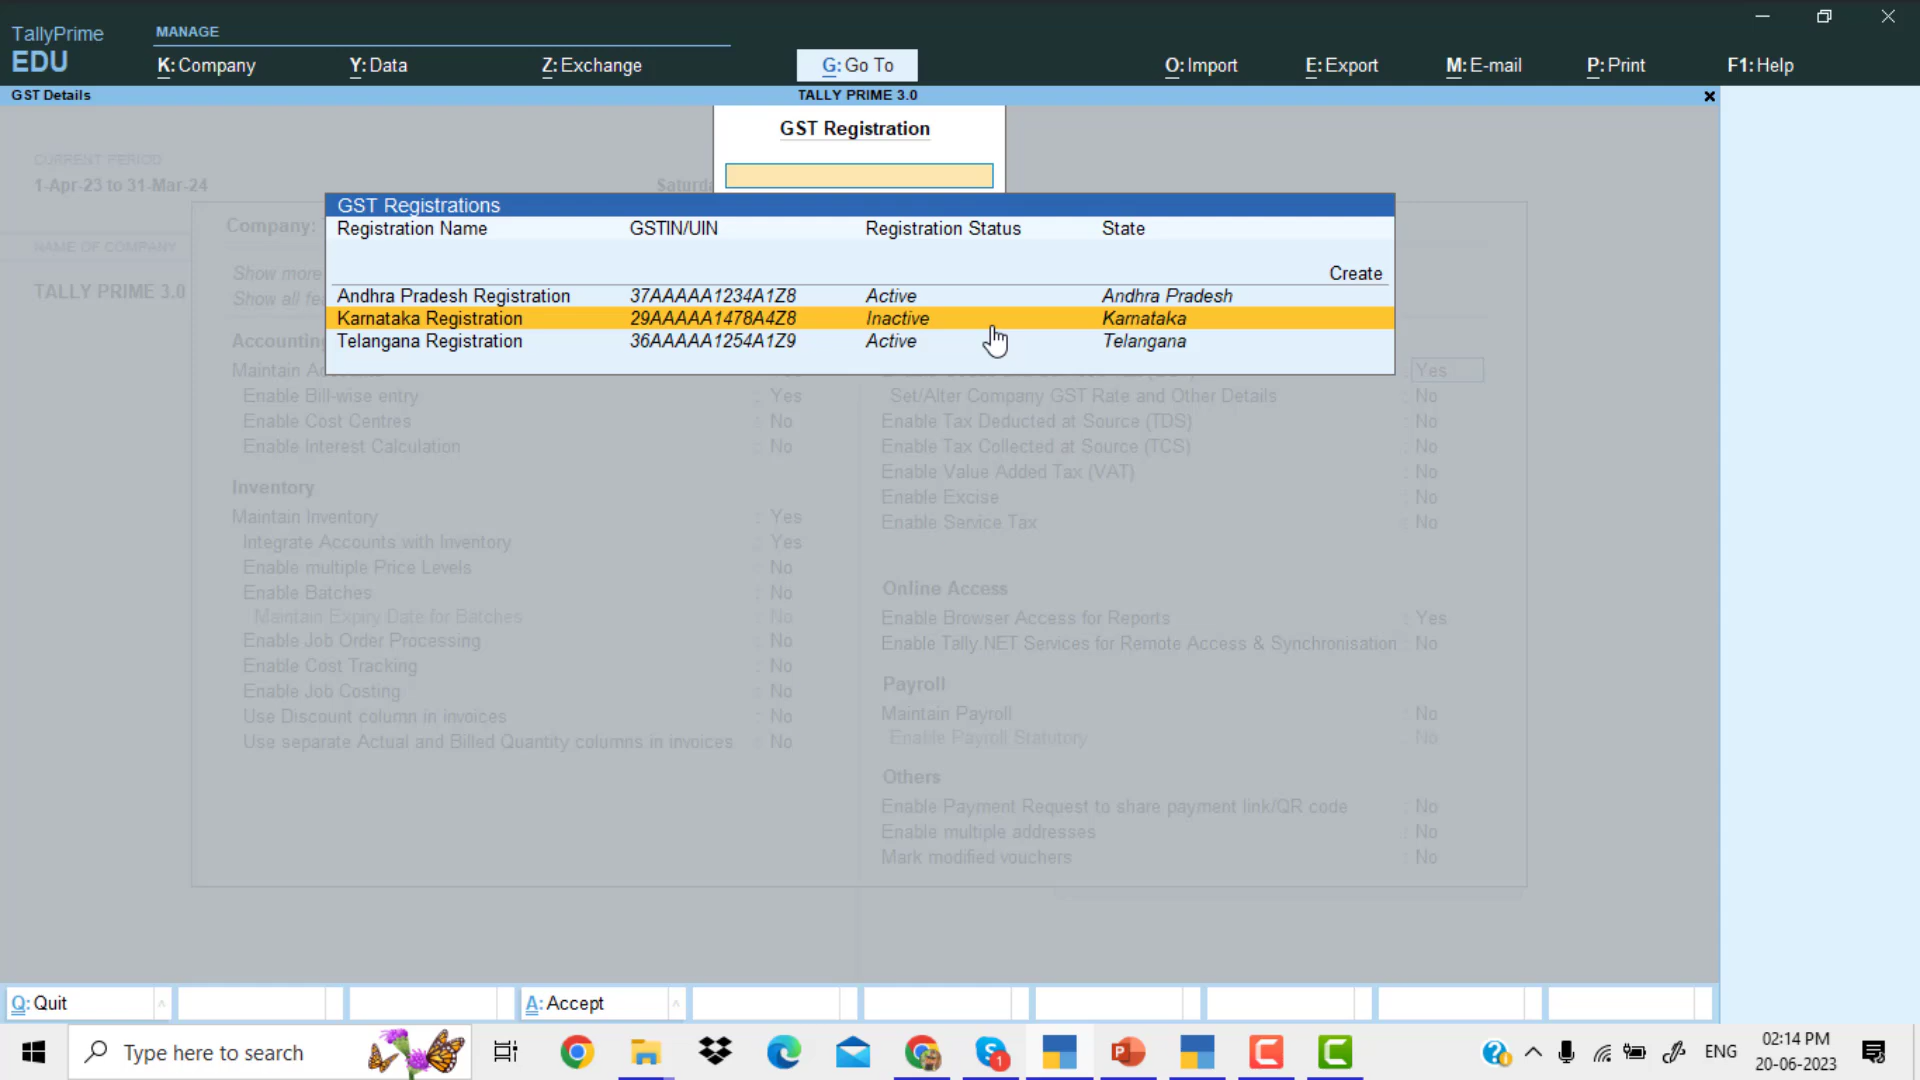 TallyPrime
EDU
MANAGE
K: Company
Y: Data
Z: Exchange
G: Go To
O: Import
E: Export
M: E-mail
P: Print
F1: Help
GST Details
TALLY PRIME 3.0
GST Registration
CURRENT PERIOD
1-Apr-23 to 31-Mar-24
NAME OF COMPANY
TALLY PRIME 3.0
Company:
GST Registrations
Registration Name GSTIN/UIN Registration Status State
Create
Andhra Pradesh Registration 37AAAAA1234A1Z8 Active Andhra Pradesh
Karnataka Registration 29AAAAA1478A4Z8 Inactive Karnataka
Telangana Registration 36AAAAA1254A1Z9 Active Telangana
Show more
Show all
Enable Bill-wise entry : Yes
Enable Cost Centres : No
Enable Interest Calculation : No
Inventory
Maintain Inventory : Yes
Integrate Accounts with Inventory : Yes
Enable multiple Price Levels : No
Enable Batches : No
Maintain Expiry Date for Batches : No
Enable Job Order Processing : No
Enable Cost Tracking : No
Enable Job Costing : No
Use Discount column in invoices : No
Use separate Actual and Billed Quantity columns in invoices : No
Yes
Set/Alter Company GST Rate and Other Details : No
Enable Tax Deducted at Source (TDS) : No
Enable Tax Collected at Source (TCS) : No
Enable Value Added Tax (VAT) : No
Enable Excise : No
Enable Service Tax : No
Online Access
Enable Browser Access for Reports : Yes
Enable Tally.NET Services for Remote Access & Synchronisation : No
Payroll
Maintain Payroll : No
Enable Payroll Statutory : No
Others
Enable Payment Request to share payment link/QR code : No
Enable multiple addresses : No
Mark modified vouchers : No
Q: Quit
A: Accept
Type here to search
1
ENG
02:14 PM
20-06-2023